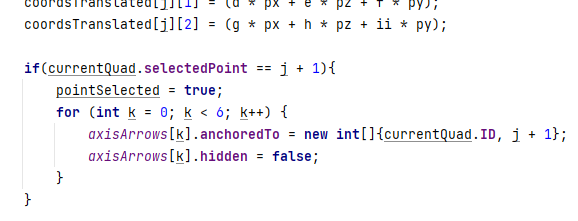 coordsTranslated[j][1] = (d * px + e * pz + f * py);
coordsTranslated[j][2] = (g * px + h * pz + ii * py);
if(currentQuad.selectedPoint == j + 1){
pointSelected = true;
for (int k = 0; k < 6; k++) {
axisArrows[k].anchoredTo = new int[]{currentQuad.ID, j + 1};
axisArrows[k].hidden = false;
}
}